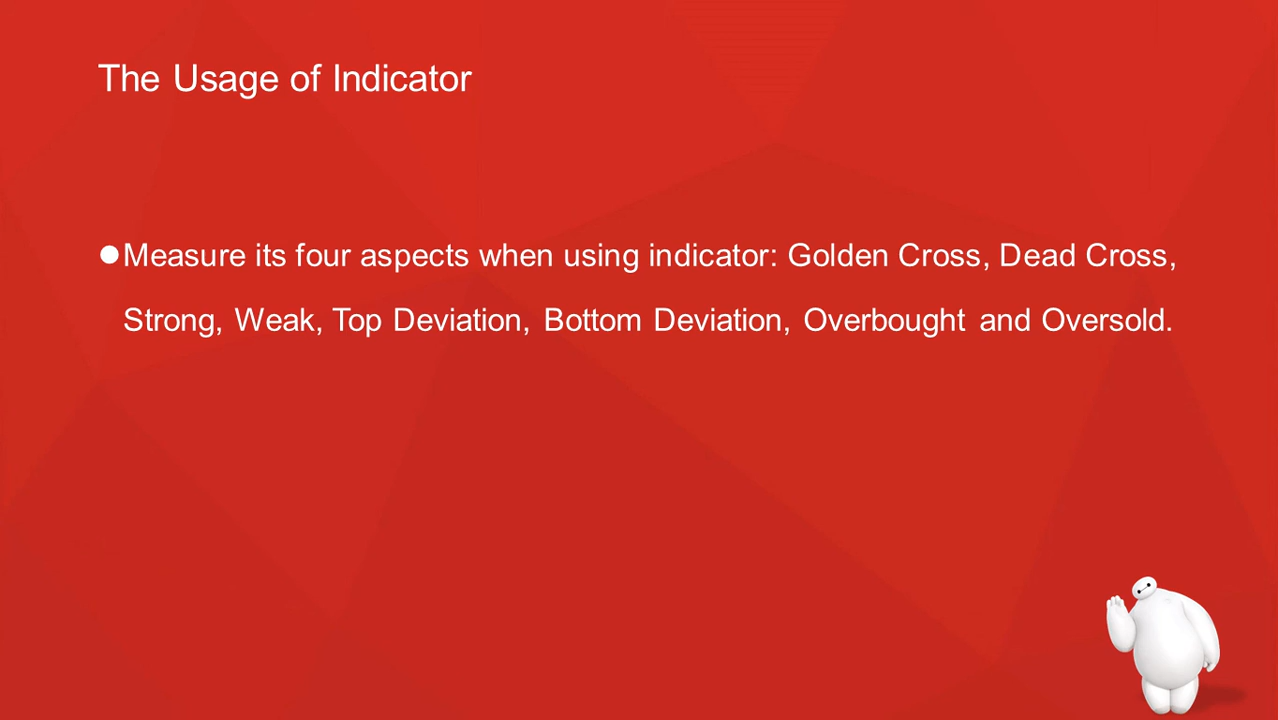 The Usage of Indicator
●Measure its four aspects when using indicator: Golden Cross, Dead Cross,
Strong, Weak, Top Deviation, Bottom Deviation, Overbought and Oversold.